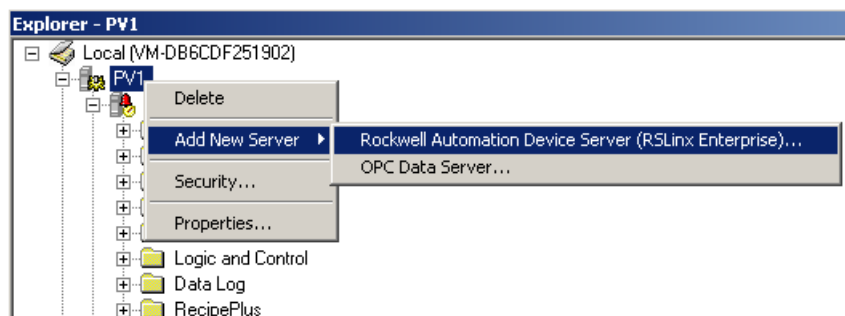 Explorer - PV1
Local (VM-DB6CDF251902)
PV1
Delete
Add New Server
Rockwell Automation Device Server (RSLinx Enterprise)...
OPC Data Server...
Security...
Properties...
Logic and Control
Data Log
RecipePlus